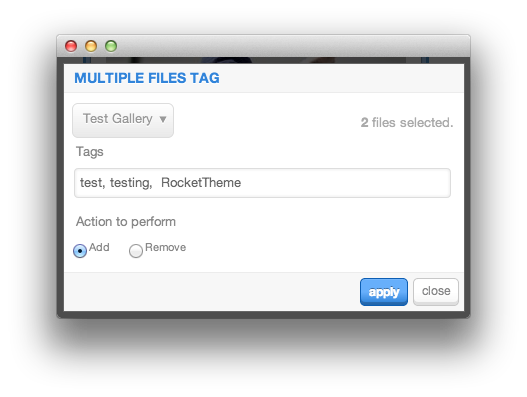 MULTIPLE FILES TAG
Test Gallery ▼
2 files selected.
Tags
test, testing,  RocketTheme
Action to perform
Add Remove
apply close